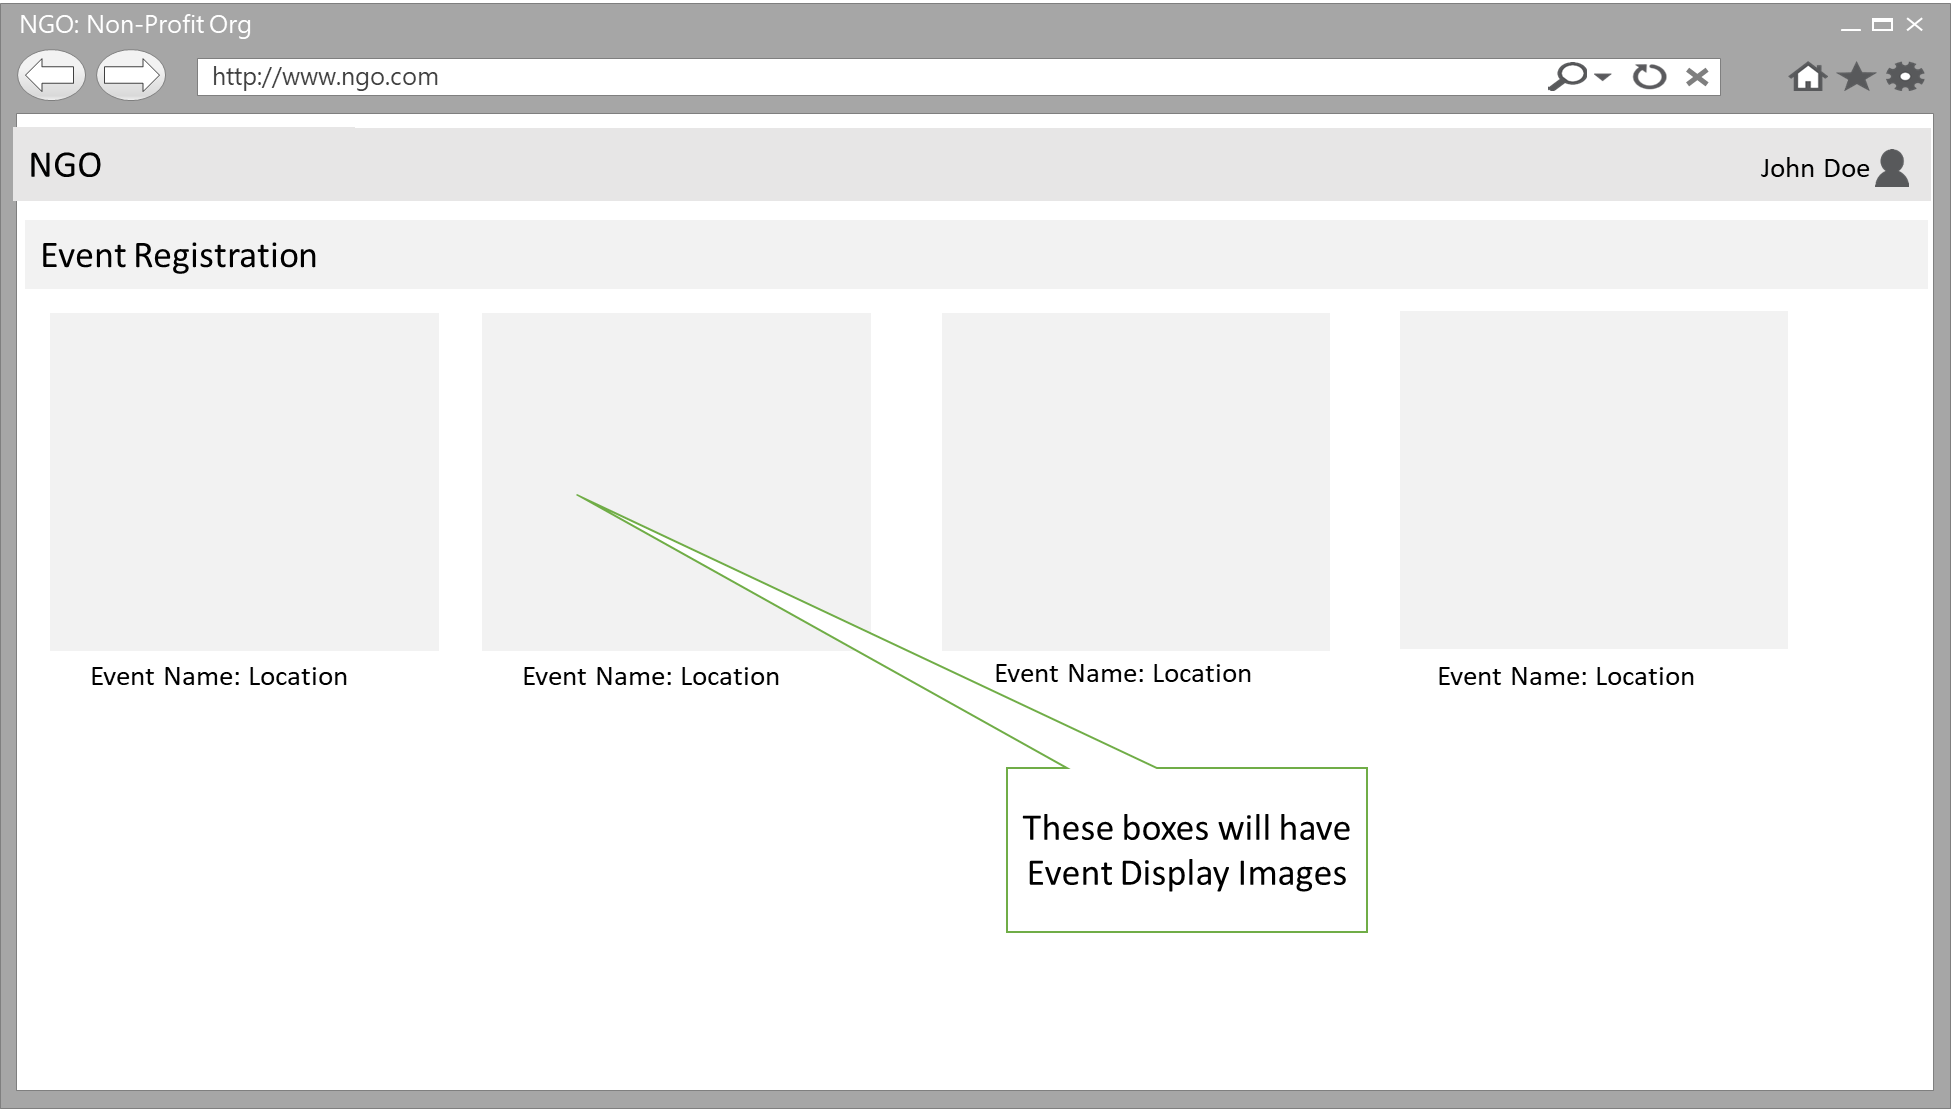 NGO: Non-Profit Org
http://www.ngo.com
NGO
John Doe
Event Registration
Event Name: Location
Event Name: Location
Event Name: Location
Event Name: Location
These boxes will have
Event Display Images